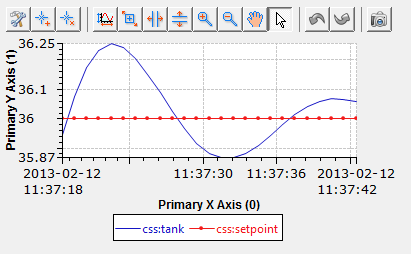 36.25
36.1
36
35.87
Primary Y Axis (1)
2013-02-12
11:37:18
11:37:30
11:37:36
2013-02-12
11:37:42
Primary X Axis (0)
css:tank
css:setpoint